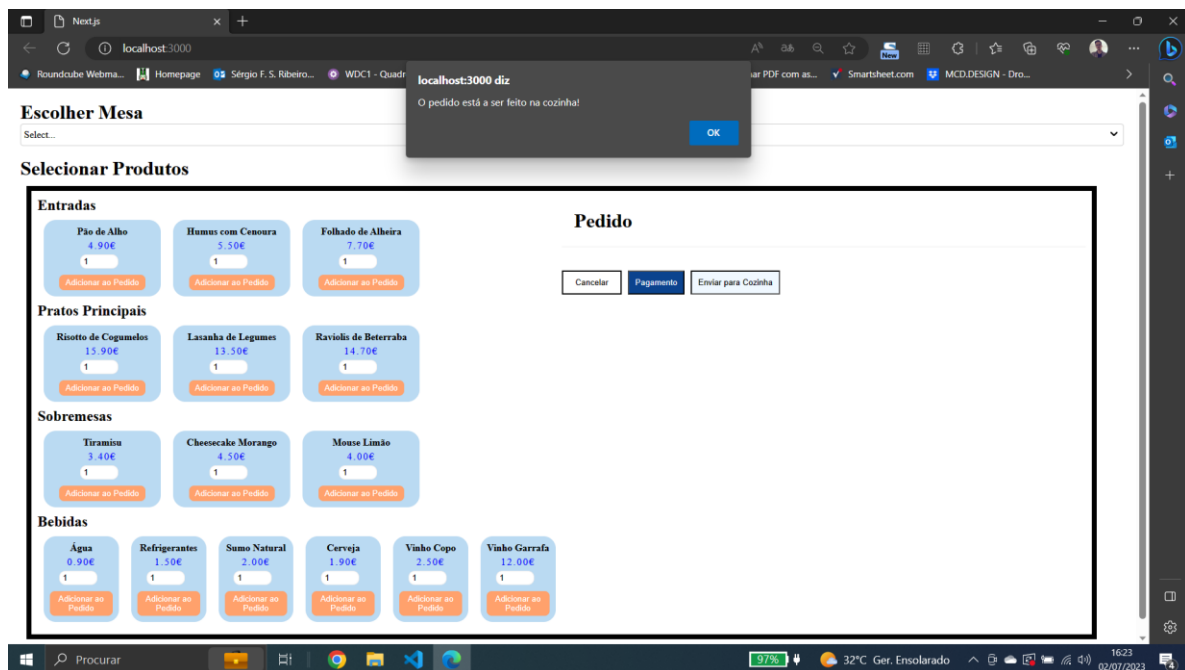 Next.js
localhost:3000
New
Roundcube Webma...
Homepage
Sérgio F. S. Ribeiro...
WDC1 - Quadr
ar PDF com as...
Smartsheet.com
MCD.DESIGN - Dro...
localhost:3000 diz
O pedido está a ser feito na cozinha!
OK
Escolher Mesa
Select...
Selecionar Produtos
Entradas
Pão de Alho
4.90€
1
Adicionar ao Pedido
Humus com Cenoura
5.50€
1
Adicionar ao Pedido
Folhado de Alheira
7.70€
1
Adicionar ao Pedido
Pratos Principais
Risotto de Cogumelos
15.90€
1
Adicionar ao Pedido
Lasanha de Legumes
13.50€
1
Adicionar ao Pedido
Raviolis de Beterraba
14.70€
1
Adicionar ao Pedido
Sobremesas
Tiramisu
3.40€
1
Adicionar ao Pedido
Cheesecake Morango
4.50€
1
Adicionar ao Pedido
Mouse Limão
4.00€
1
Adicionar ao Pedido
Bebidas
Água
0.90€
1
Adicionar ao
Pedido
Refrigerantes
1.50€
1
Adicionar ao
Pedido
Sumo Natural
2.00€
1
Adicionar ao
Pedido
Cerveja
1.90€
1
Adicionar ao
Pedido
Vinho Copo
2.50€
1
Adicionar ao
Pedido
Vinho Garrafa
12.00€
1
Adicionar ao
Pedido
Pedido
Cancelar
Pagamento
Enviar para Cozinha
Procurar
97%
32°C Ger. Ensolarado
16:23
02/07/2023